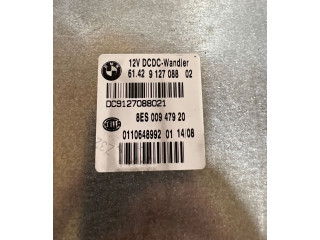 12V DCDC-Wandler
61.42 9 127 088 02
DC9127088021
8ES 009 479 20
0110648992 01 14/08